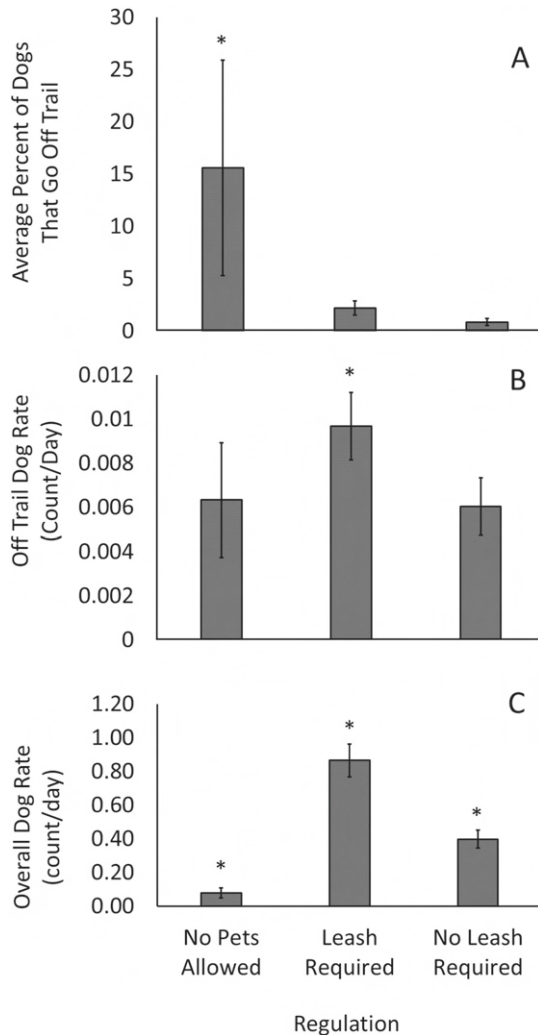 Average Percent of Dogs
That Go Off Trail
30
25
20
15
10
5
0
*
A
Off Trail Dog Rate
(Count/Day)
0.012
0.01
0.008
0.006
0.004
0.002
0
*
B
Overall Dog Rate
(count/day)
1.20
1.00
0.80
0.60
0.40
0.20
0.00
*
*
*
C
No Pets
Allowed
Leash
Required
No Leash
Required
Regulation